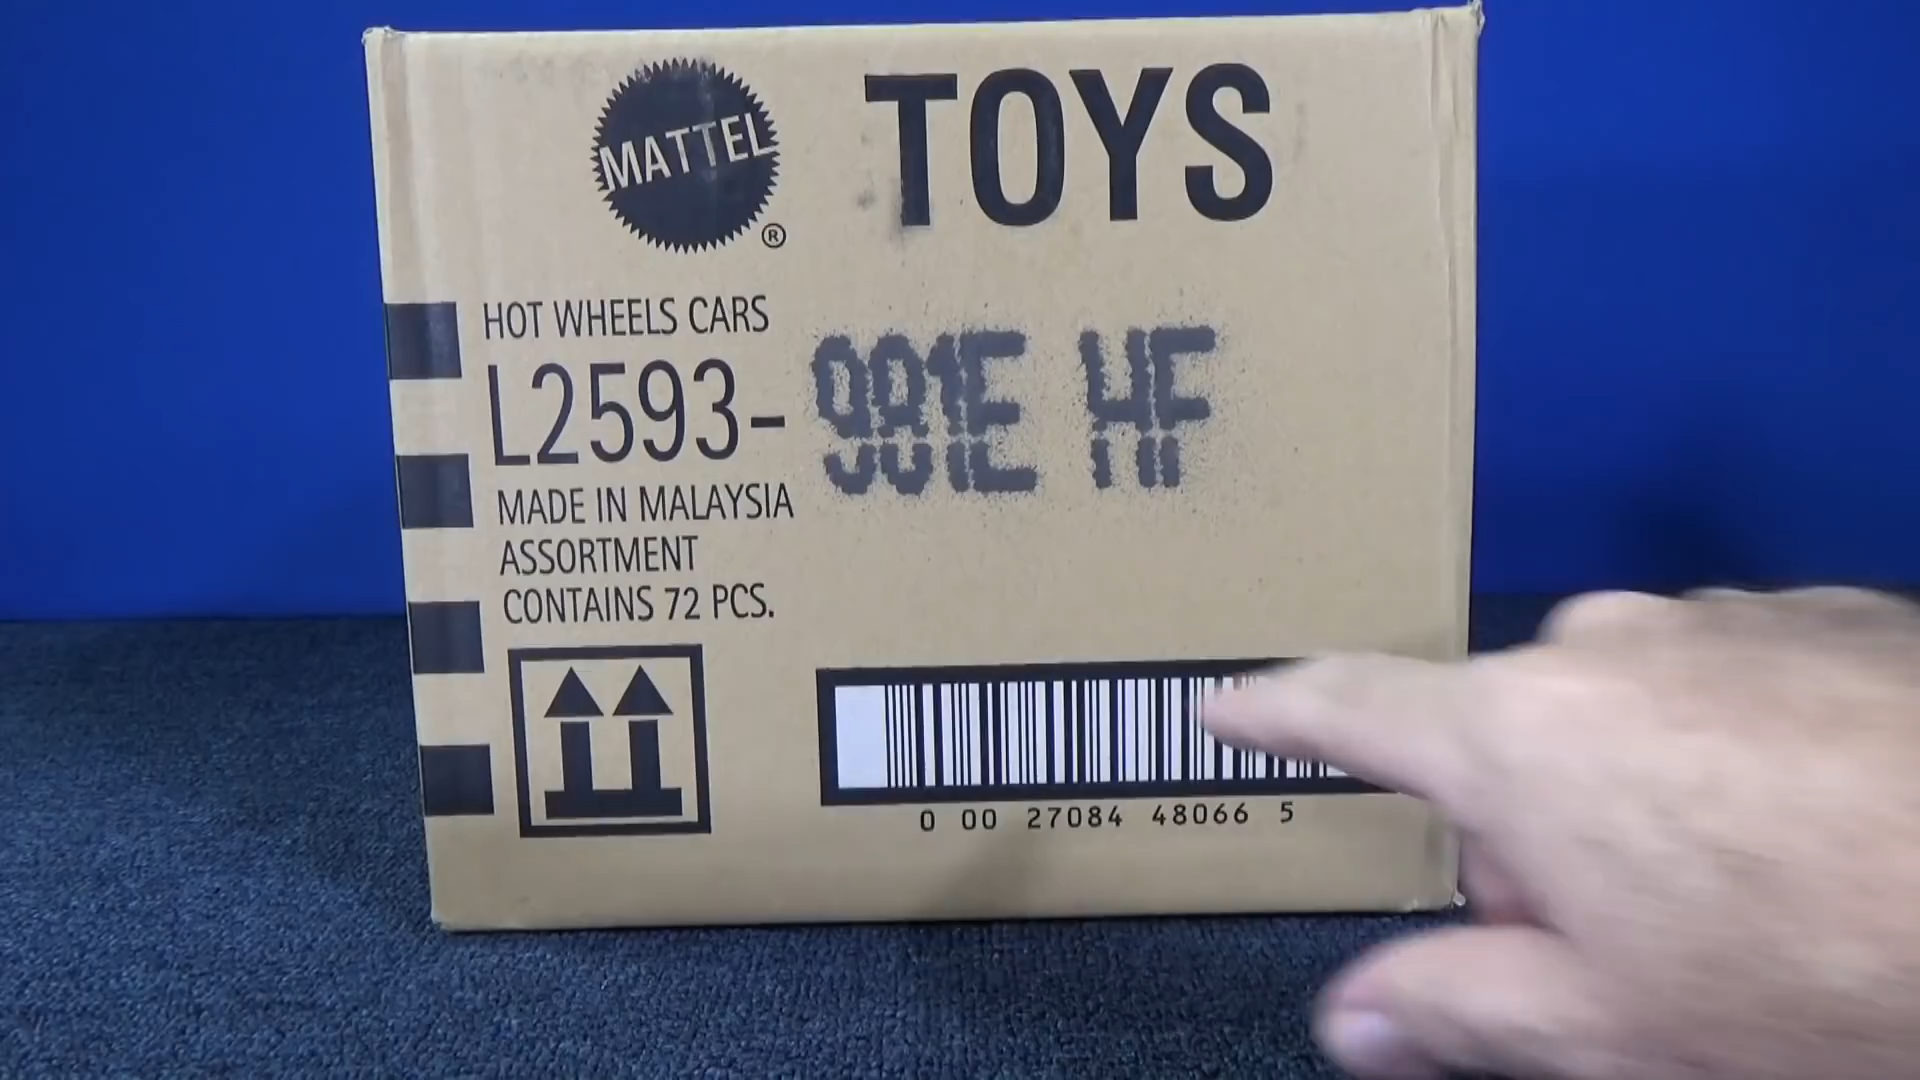 MATTEL
®
TOYS
HOT WHEELS CARS
L2593-
991E HF
MADE IN MALAYSIA
ASSORTMENT
CONTAINS 72 PCS.
0 00 27084 48066 5